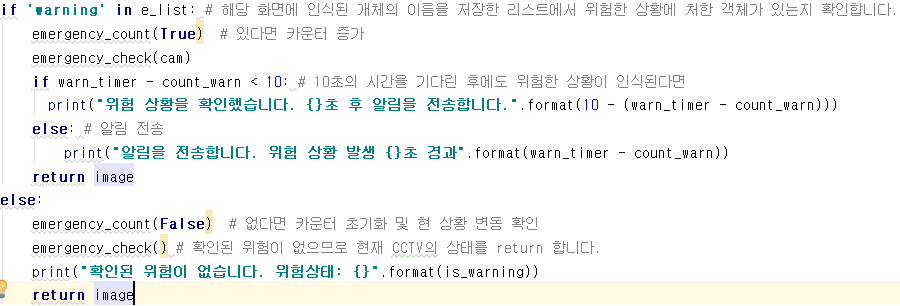 if 'warning' in e_list: # 해당 화면에 인식된 개체의 이름을 저장한 리스트에서 위험한 상황에 처한 객체가 있는지 확인합니다.
    emergency_count(True)  # 있다면 카운터 증가
    emergency_check(cam)
    if warn_timer - count_warn < 10: # 10초의 시간을 기다린 후에도 위험한 상황이 인식된다면
      print("위험 상황을 확인했습니다. {}초 후 알림을 전송합니다.".format(10 - (warn_timer - count_warn)))
    else: # 알림 전송
        print("알림을 전송합니다. 위험 상황 발생 {}초 경과".format(warn_timer - count_warn))
    return image
else:
    emergency_count(False)  # 없다면 카운터 초기화 및 현 상황 변동 확인
    emergency_check() # 확인된 위험이 없으므로 현재 CCTV의 상태를 return 합니다.
    print("확인된 위험이 없습니다. 위험상태: {}".format(is_warning))
    return image